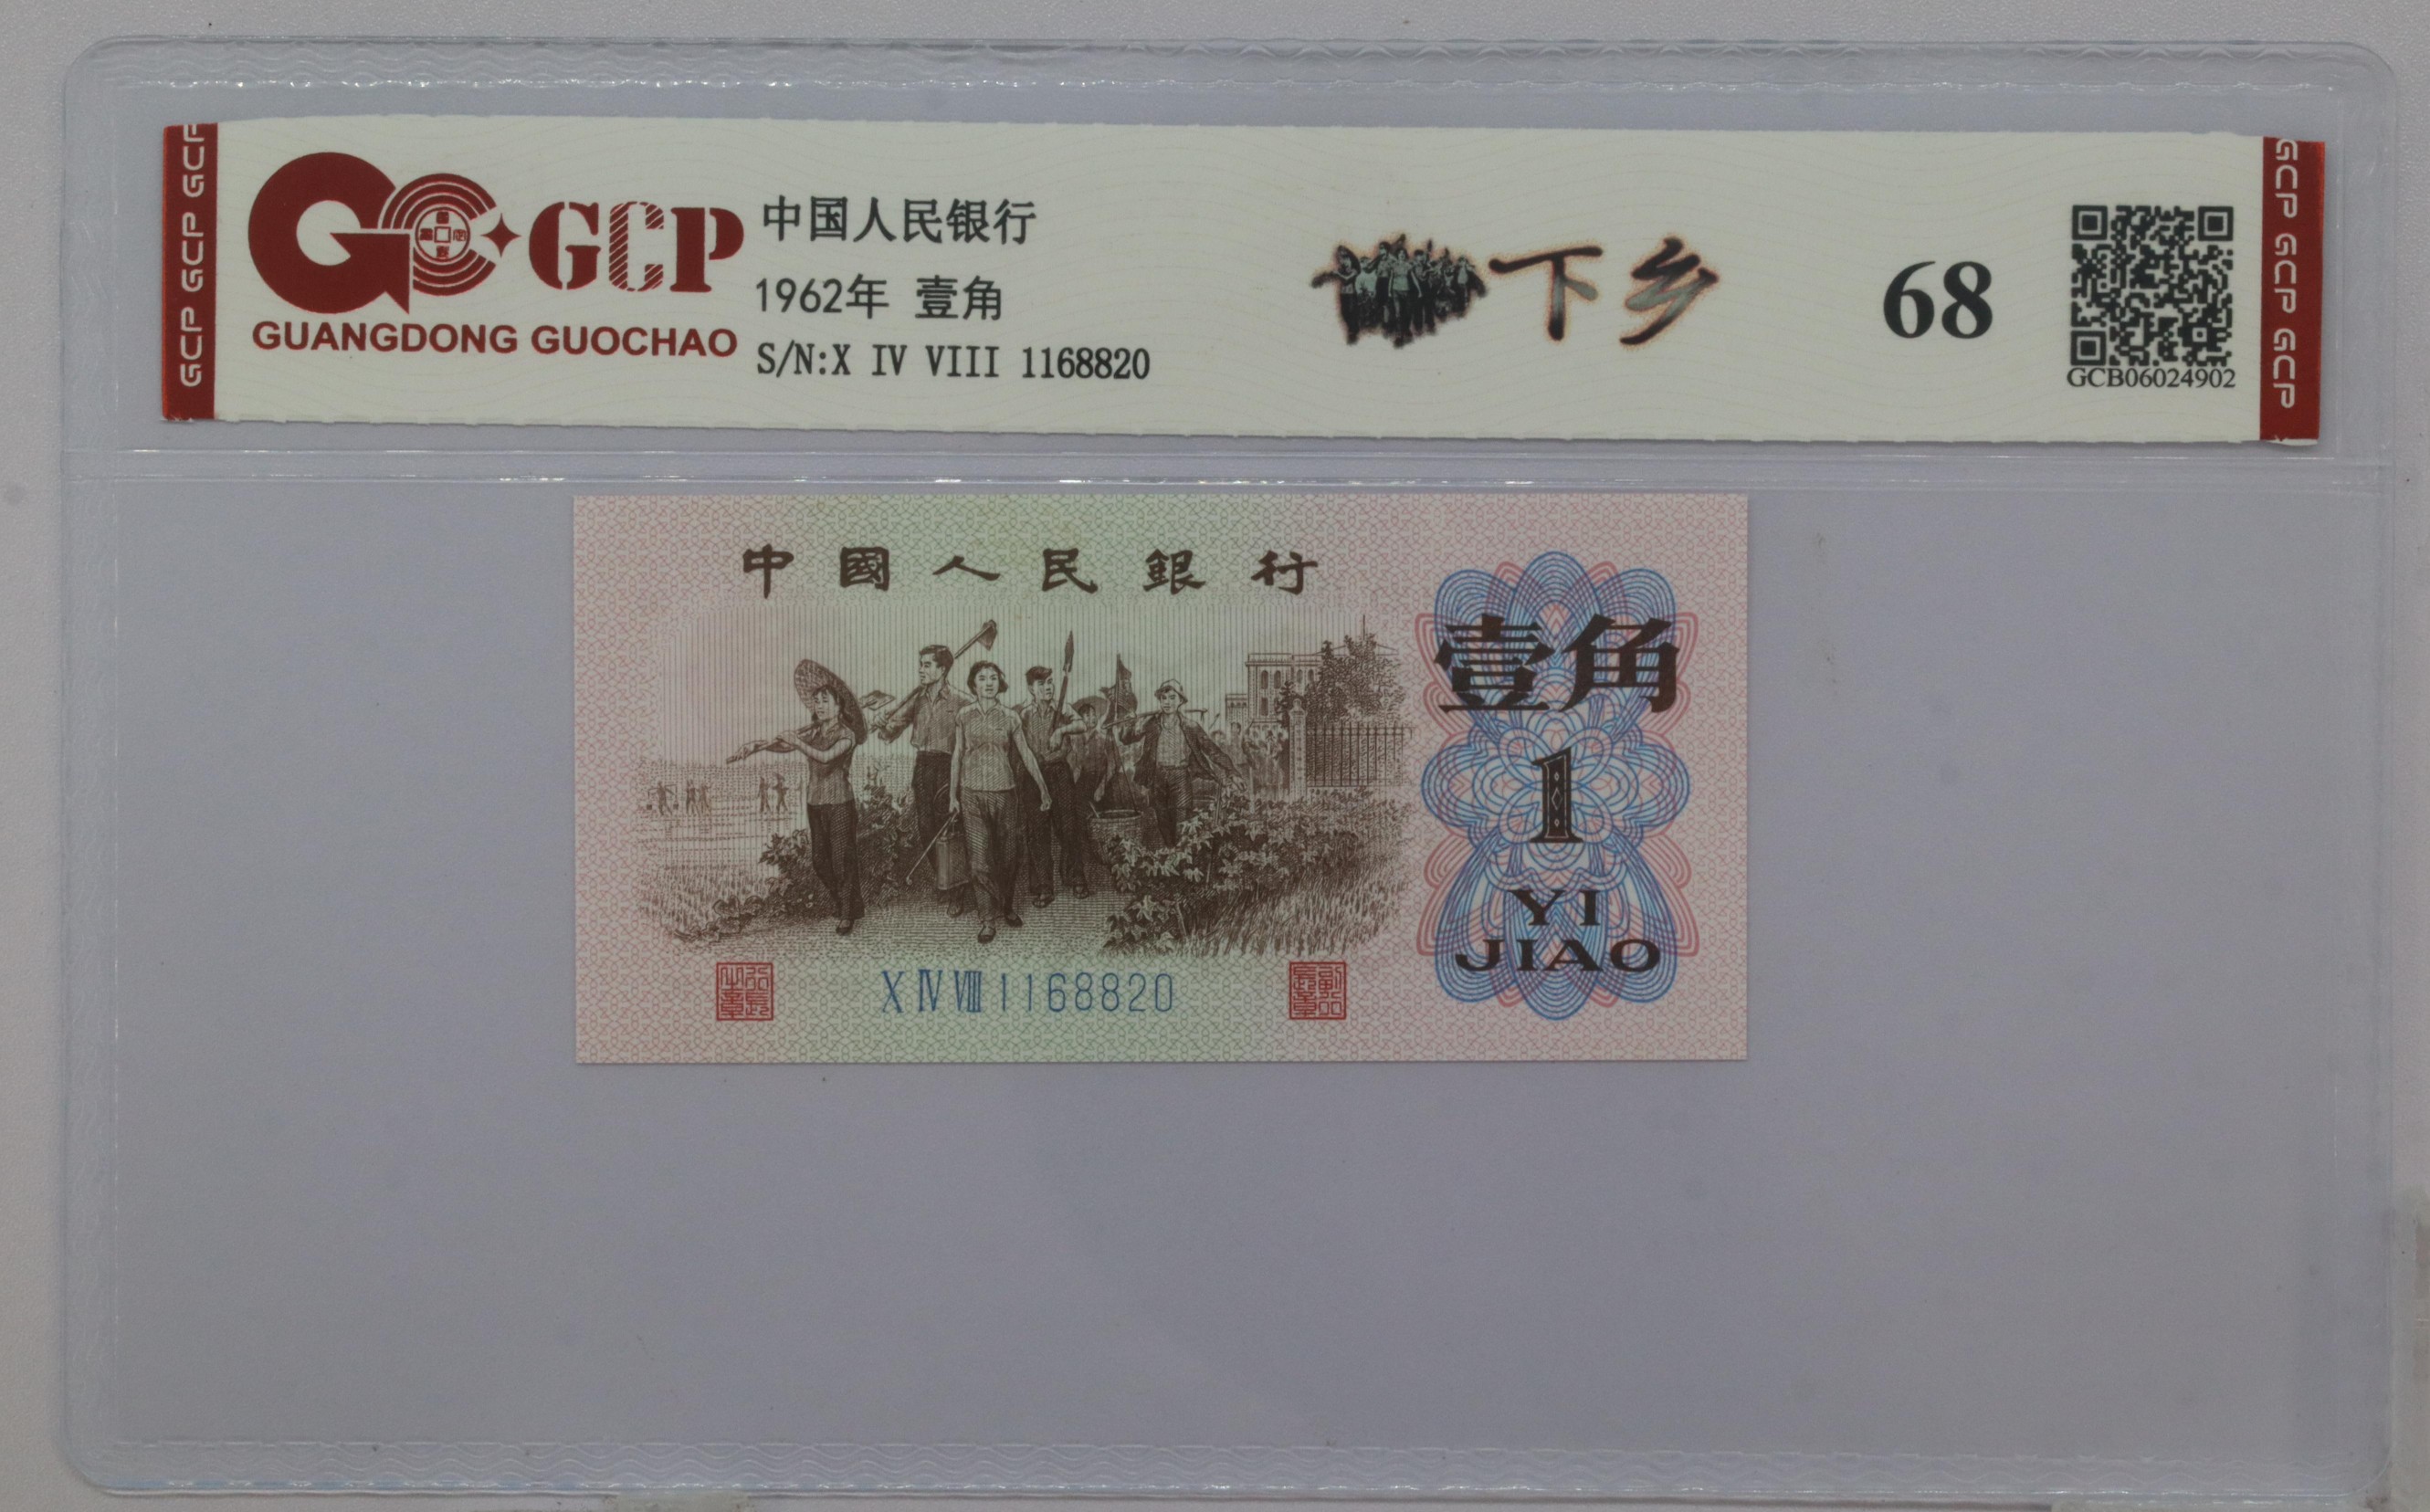 GCP GCP GCP
GCP
GUANGDONG GUOCHAO
中国人民银行
1962年 壹角
S/N:X IV VIII 1168820
下乡
68
GCB06024902
GCP GCP GCP
中國人民銀行
壹角
1
YI
JIAO
X IV VIII 1168820